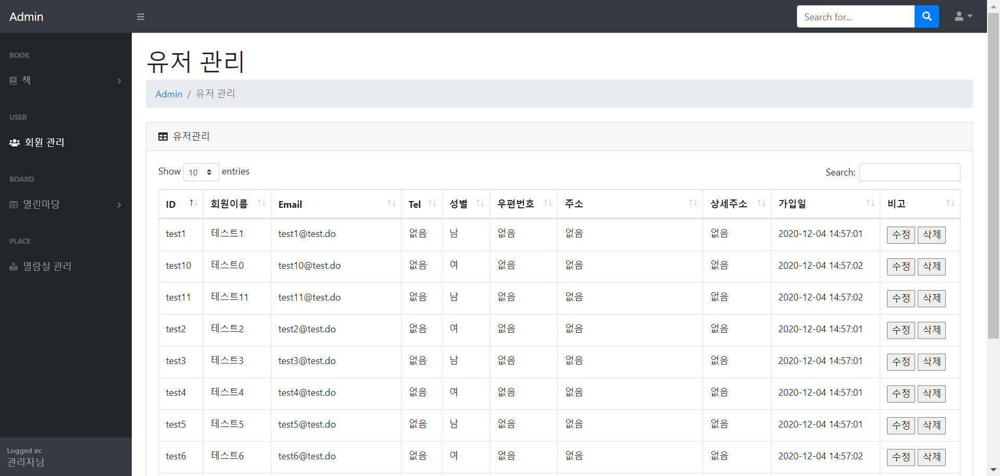 Admin
Search for...
BOOK
책
USER
회원 관리
BOARD
열린마당
PLACE
열람실 관리
Logged in:
관리자님
유저 관리
Admin / 유저 관리
유저관리
Show 10 entries
Search:
ID 회원이름 Email Tel 성별 우편번호 주소 상세주소 가입일 비고
test1 테스트1 test1@test.do 없음 남 없음 없음 없음 2020-12-04 14:57:01 수정 삭제
test10 테스트0 test10@test.do 없음 여 없음 없음 없음 2020-12-04 14:57:02 수정 삭제
test11 테스트11 test11@test.do 없음 남 없음 없음 없음 2020-12-04 14:57:02 수정 삭제
test2 테스트2 test2@test.do 없음 여 없음 없음 없음 2020-12-04 14:57:01 수정 삭제
test3 테스트3 test3@test.do 없음 남 없음 없음 없음 2020-12-04 14:57:01 수정 삭제
test4 테스트4 test4@test.do 없음 여 없음 없음 없음 2020-12-04 14:57:01 수정 삭제
test5 테스트5 test5@test.do 없음 남 없음 없음 없음 2020-12-04 14:57:01 수정 삭제
test6 테스트6 test6@test.do 없음 여 없음 없음 없음 2020-12-04 14:57:02 수정 삭제